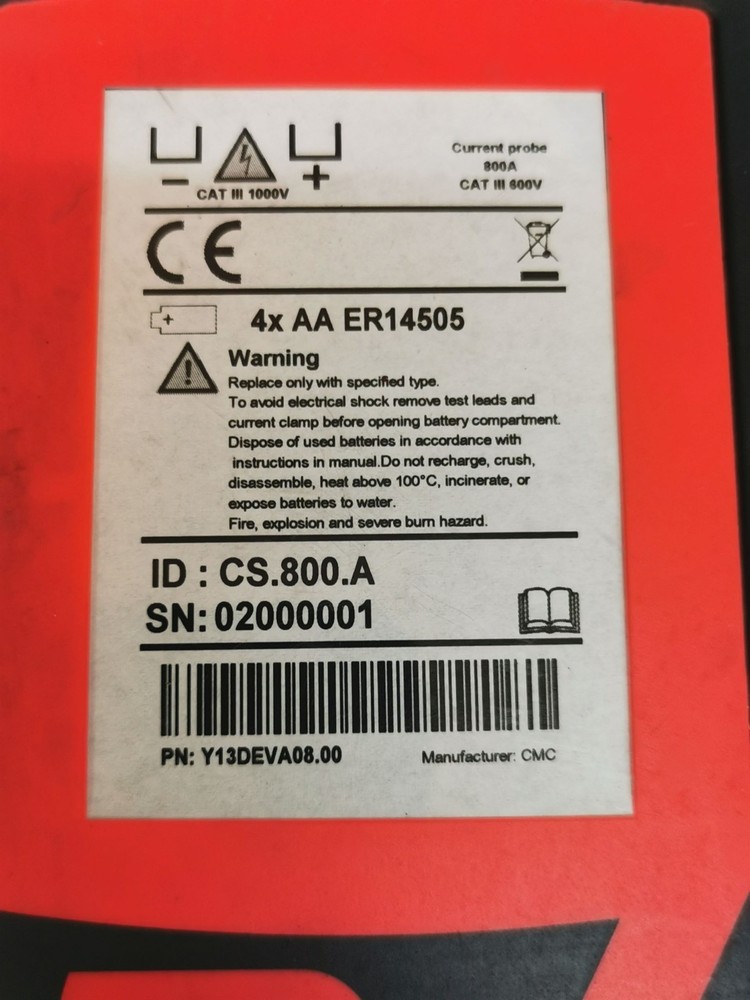 − + 
CAT III 1000V
Current probe
800A
CAT III 600V
CE
+
4x AA ER14505
!
Warning
Replace only with specified type.
To avoid electrical shock remove test leads and
current clamp before opening battery compartment.
Dispose of used batteries in accordance with
instructions in manual.Do not recharge, crush,
disassemble, heat above 100°C, incinerate, or
expose batteries to water.
Fire, explosion and severe burn hazard.
ID : CS.800.A
SN: 02000001
PN: Y13DEVA08.00
Manufacturer: CMC